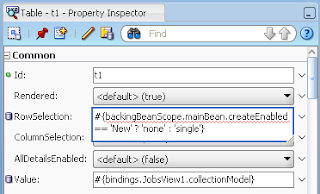 Table - t1 - Property Inspector
Find
Common
Id: t1
Rendered: <default> (true)
RowSelection: #{backingBeanScope.mainBean.createEnabled
== 'New' ? 'none' : 'single'}
ColumnSelection:
AllDetailsEnabled: <default> (false)
Value: #{bindings.JobsView1.collectionModel}